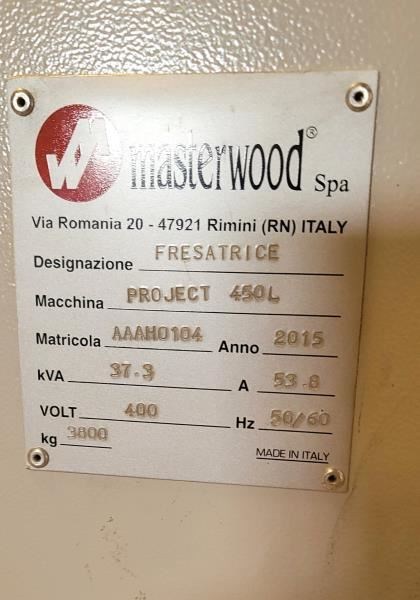 masterwood® Spa
Via Romania 20 - 47921 Rimini (RN) ITALY
Designazione FRESATRICE
Macchina PROJECT 450L
Matricola AAAH0104 Anno 2015
kVA 37.3 A 53.8
VOLT 400 Hz 50/60
kg 3800
MADE IN ITALY